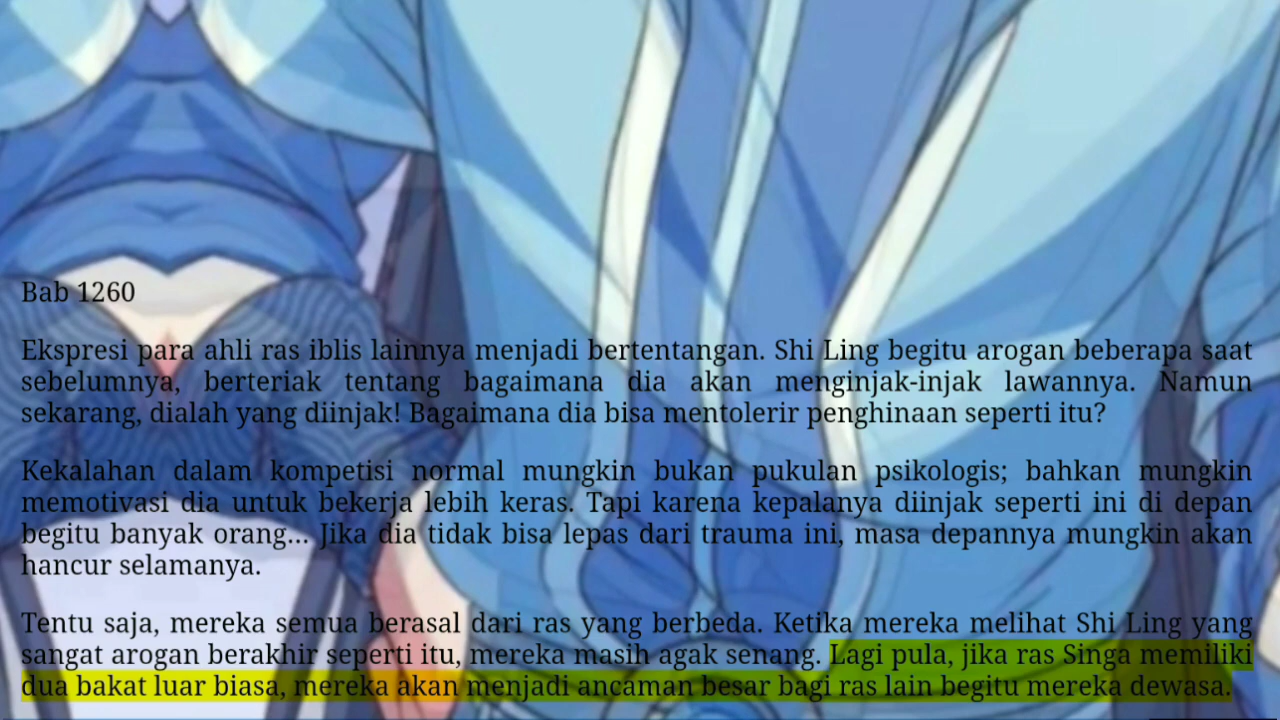 Bab 1260
Ekspresi para ahli ras iblis lainnya menjadi bertentangan. Shi Ling begitu arogan beberapa saat
sebelumnya, berteriak tentang bagaimana dia akan menginjak-injak lawannya. Namun
sekarang, dialah yang diinjak! Bagaimana dia bisa mentolerir penghinaan seperti itu?
Kekalahan dalam kompetisi normal mungkin bukan pukulan psikologis; bahkan mungkin
memotivasi dia untuk bekerja lebih keras. Tapi karena kepalanya diinjak seperti ini di depan
begitu banyak orang... Jika dia tidak bisa lepas dari trauma ini, masa depannya mungkin akan
hancur selamanya.
Tentu saja, mereka semua berasal dari ras yang berbeda. Ketika mereka melihat Shi Ling yang
sangat arogan berakhir seperti itu, mereka masih agak senang. Lagi pula, jika ras Singa memiliki
dua bakat luar biasa, mereka akan menjadi ancaman besar bagi ras lain begitu mereka dewasa.